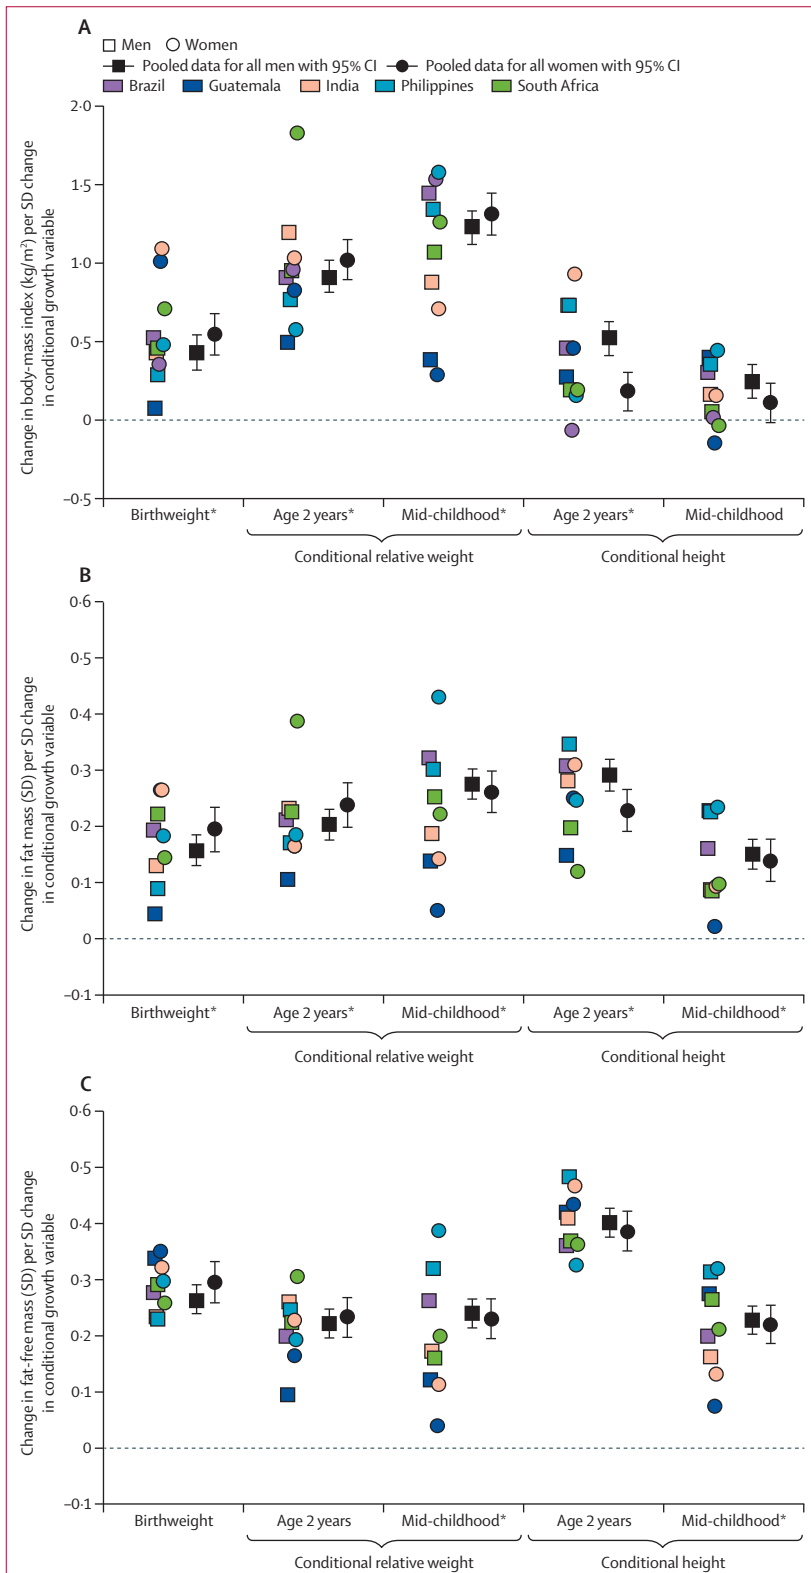 A
Men Women
Pooled data for all men with 95% CI Pooled data for all women with 95% CI
Brazil Guatemala India Philippines South Africa
Change in body-mass index (kg/m²) per SD change
in conditional growth variable
2·0
1·5
1·0
0·5
0
–0·5
Birthweight* Age 2 years* Mid-childhood* Age 2 years* Mid-childhood
Conditional relative weight Conditional height
B
Change in fat mass (SD) per SD change
in conditional growth variable
0·6
0·5
0·4
0·3
0·2
0·1
0
–0·1
Birthweight* Age 2 years* Mid-childhood* Age 2 years* Mid-childhood*
Conditional relative weight Conditional height
C
Change in fat-free mass (SD) per SD change
in conditional growth variable
0·6
0·5
0·4
0·3
0·2
0·1
0
–0·1
Birthweight Age 2 years Mid-childhood* Age 2 years Mid-childhood*
Conditional relative weight Conditional height